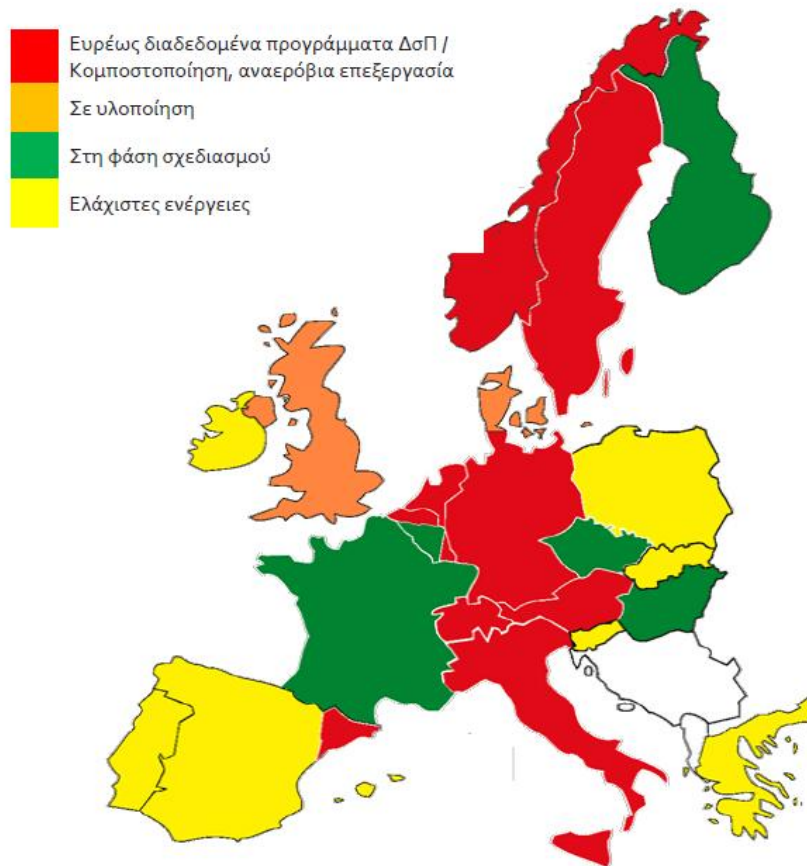 Ευρέως διαδεδομένα προγράμματα ΔσΠ /
Κομποστοποίηση, αναερόβια επεξεργασία
Σε υλοποίηση
Στη φάση σχεδιασμού
Ελάχιστες ενέργειες